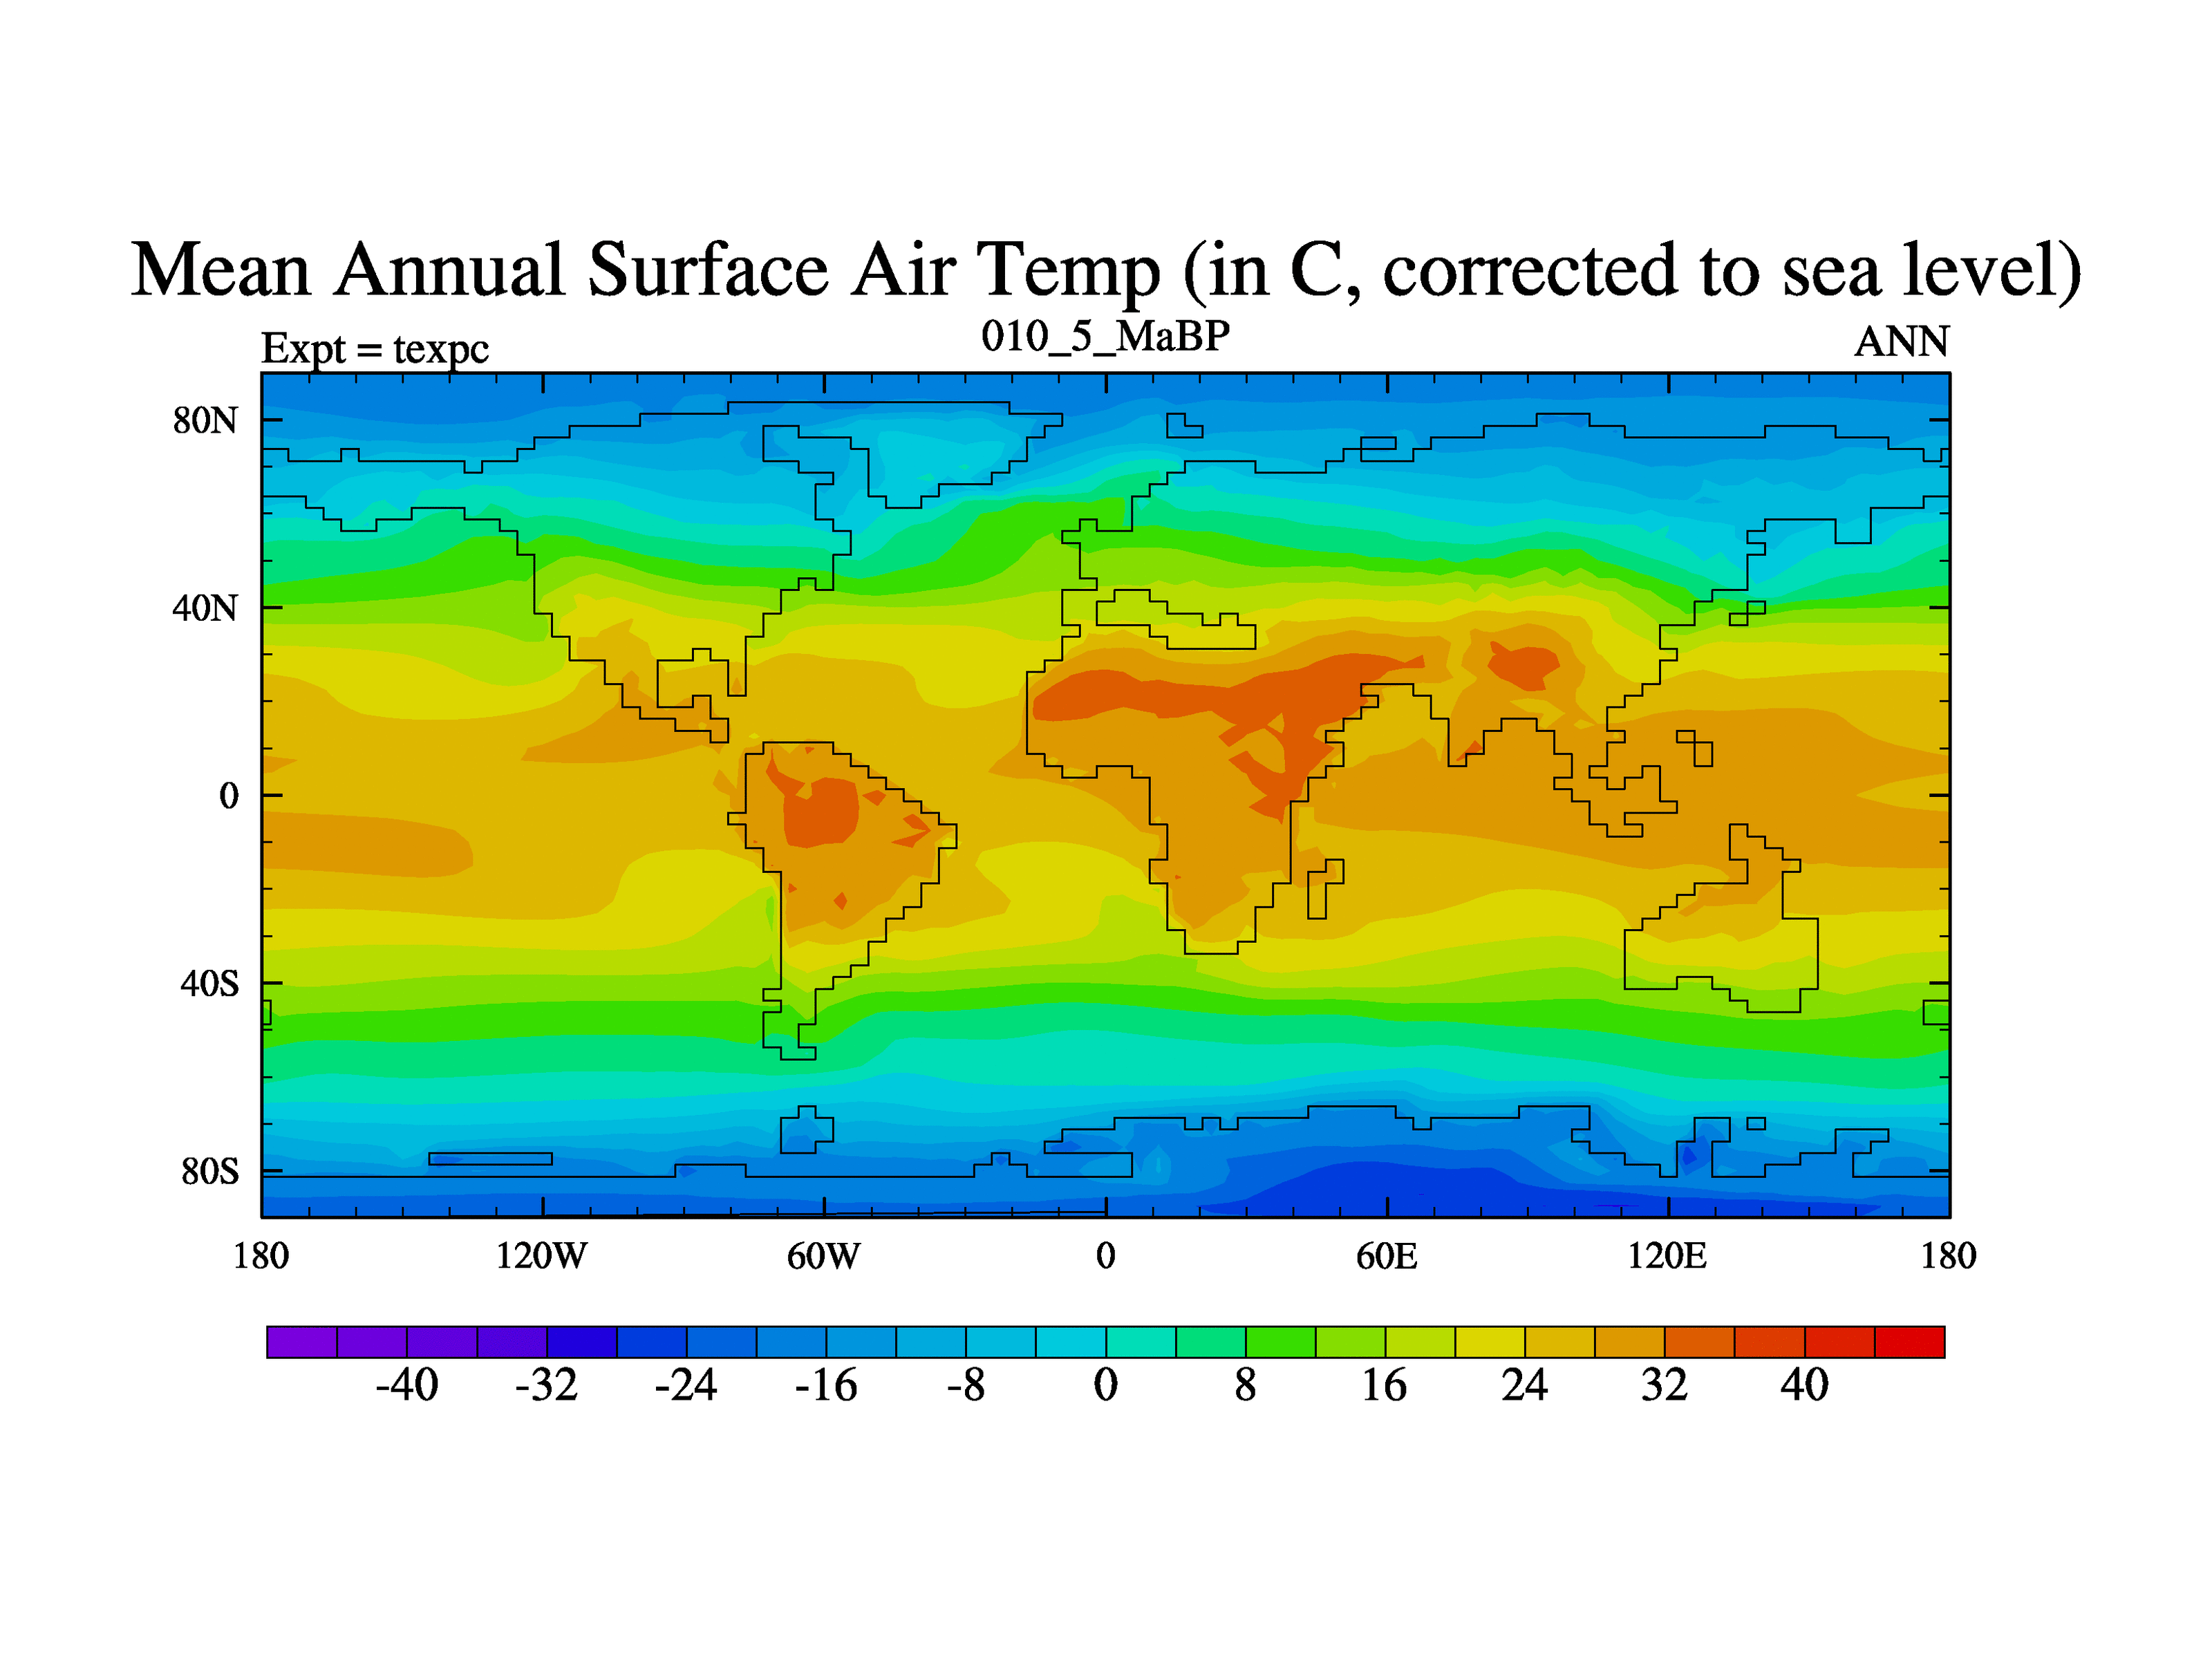 Mean Annual Surface Air Temp (in C, corrected to sea level)
Expt = texpc 010_5_MaBP ANN
80N
40N
0
40S
80S
180 120W 60W 0 60E 120E 180
-40 -32 -24 -16 -8 0 8 16 24 32 40